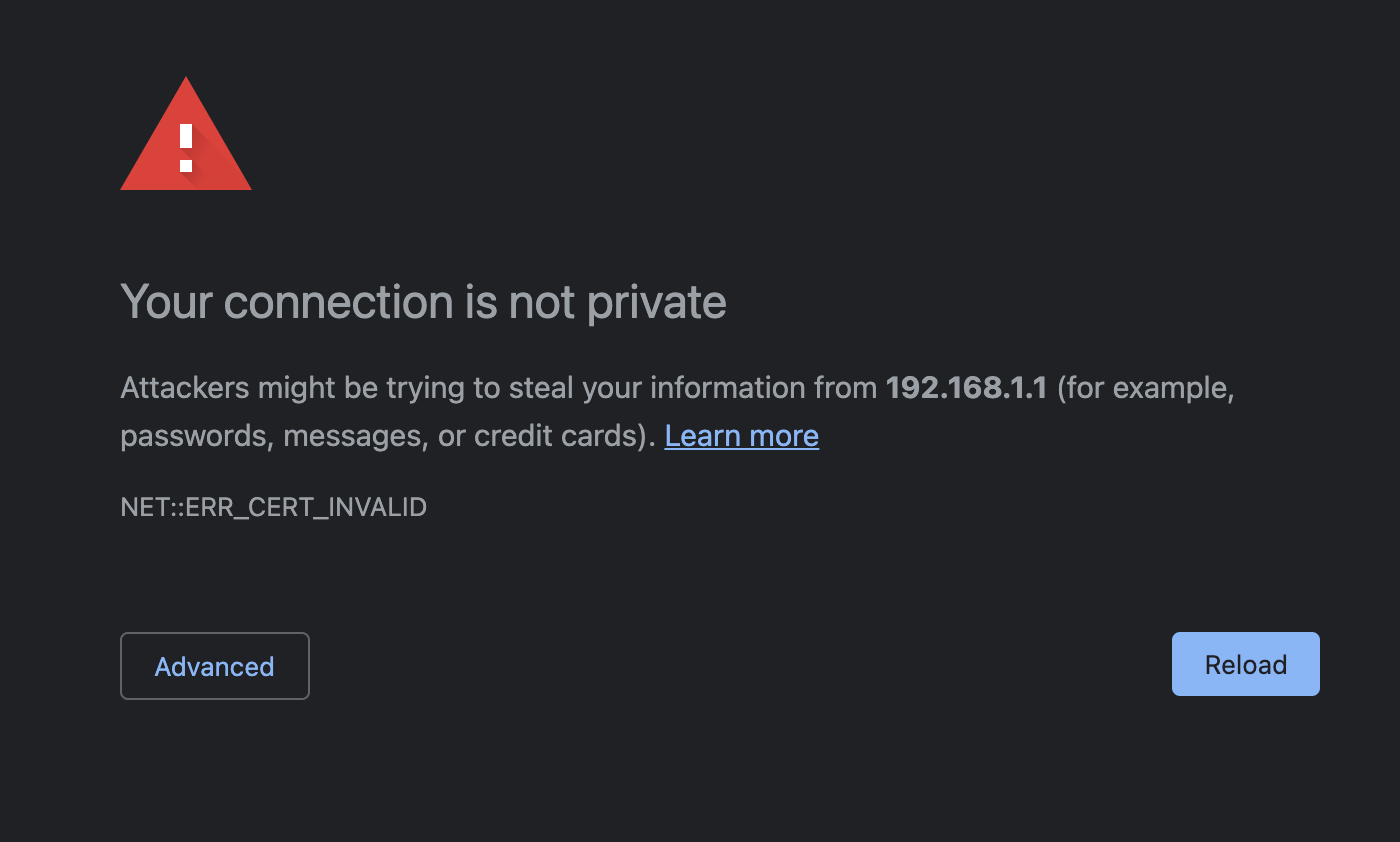 Your connection is not private
Attackers might be trying to steal your information from 192.168.1.1 (for example,
passwords, messages, or credit cards). Learn more
NET::ERR_CERT_INVALID
Advanced
Reload